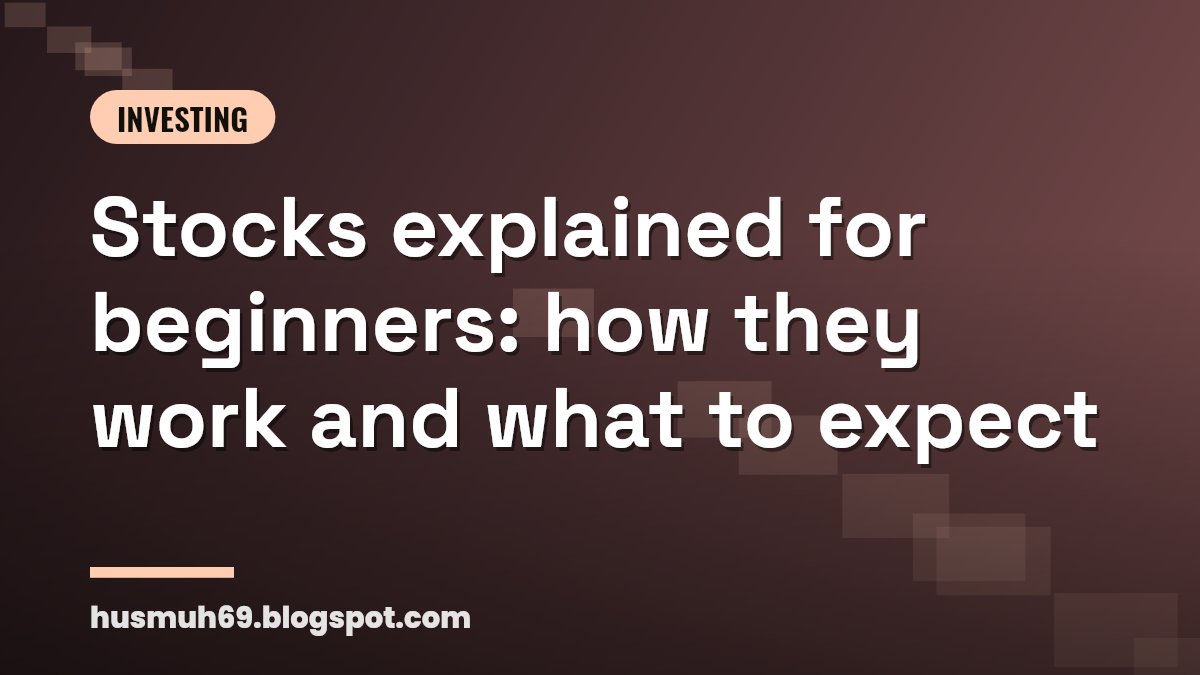 INVESTING
Stocks explained for
beginners: how they
work and what to expect
husmuh69.blogspot.com